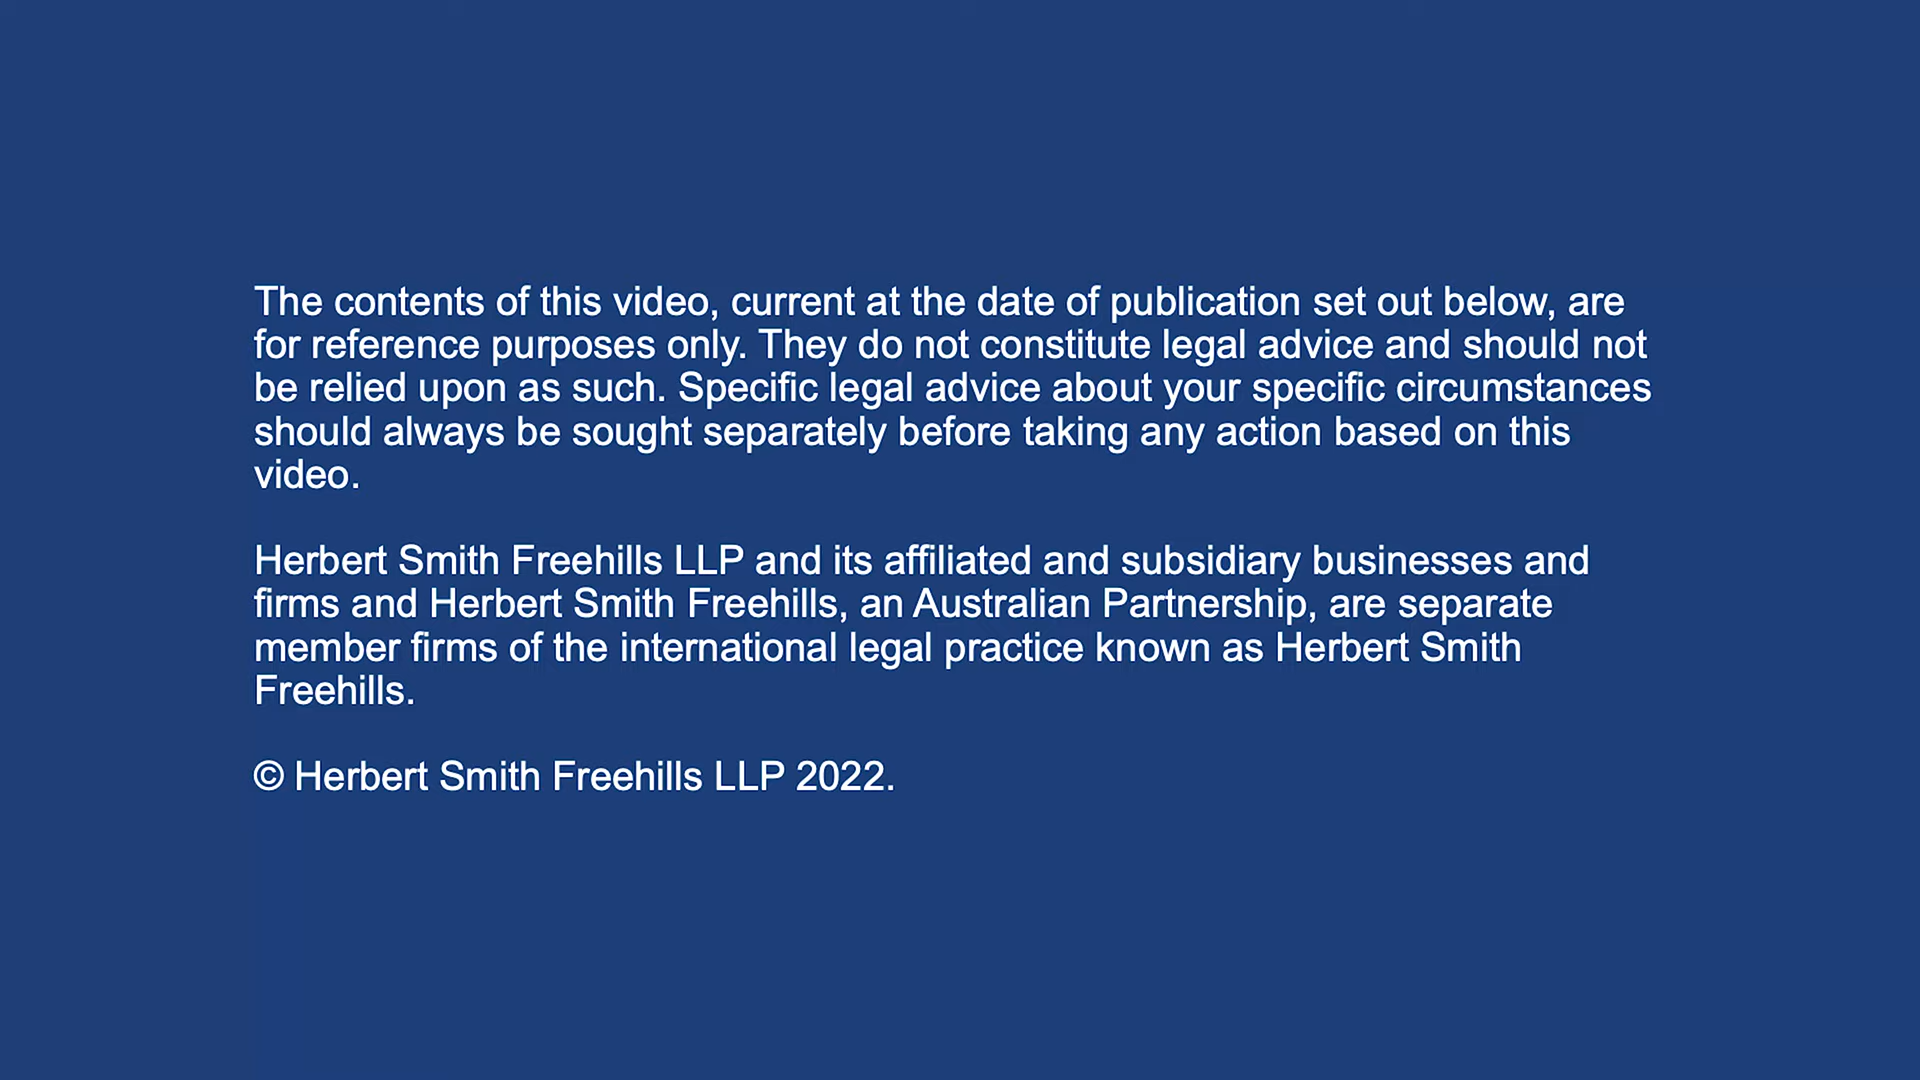 The contents of this video, current at the date of publication set out below, are
for reference purposes only. They do not constitute legal advice and should not
be relied upon as such. Specific legal advice about your specific circumstances
should always be sought separately before taking any action based on this
video.
Herbert Smith Freehills LLP and its affiliated and subsidiary businesses and
firms and Herbert Smith Freehills, an Australian Partnership, are separate
member firms of the international legal practice known as Herbert Smith
Freehills.
© Herbert Smith Freehills LLP 2022.